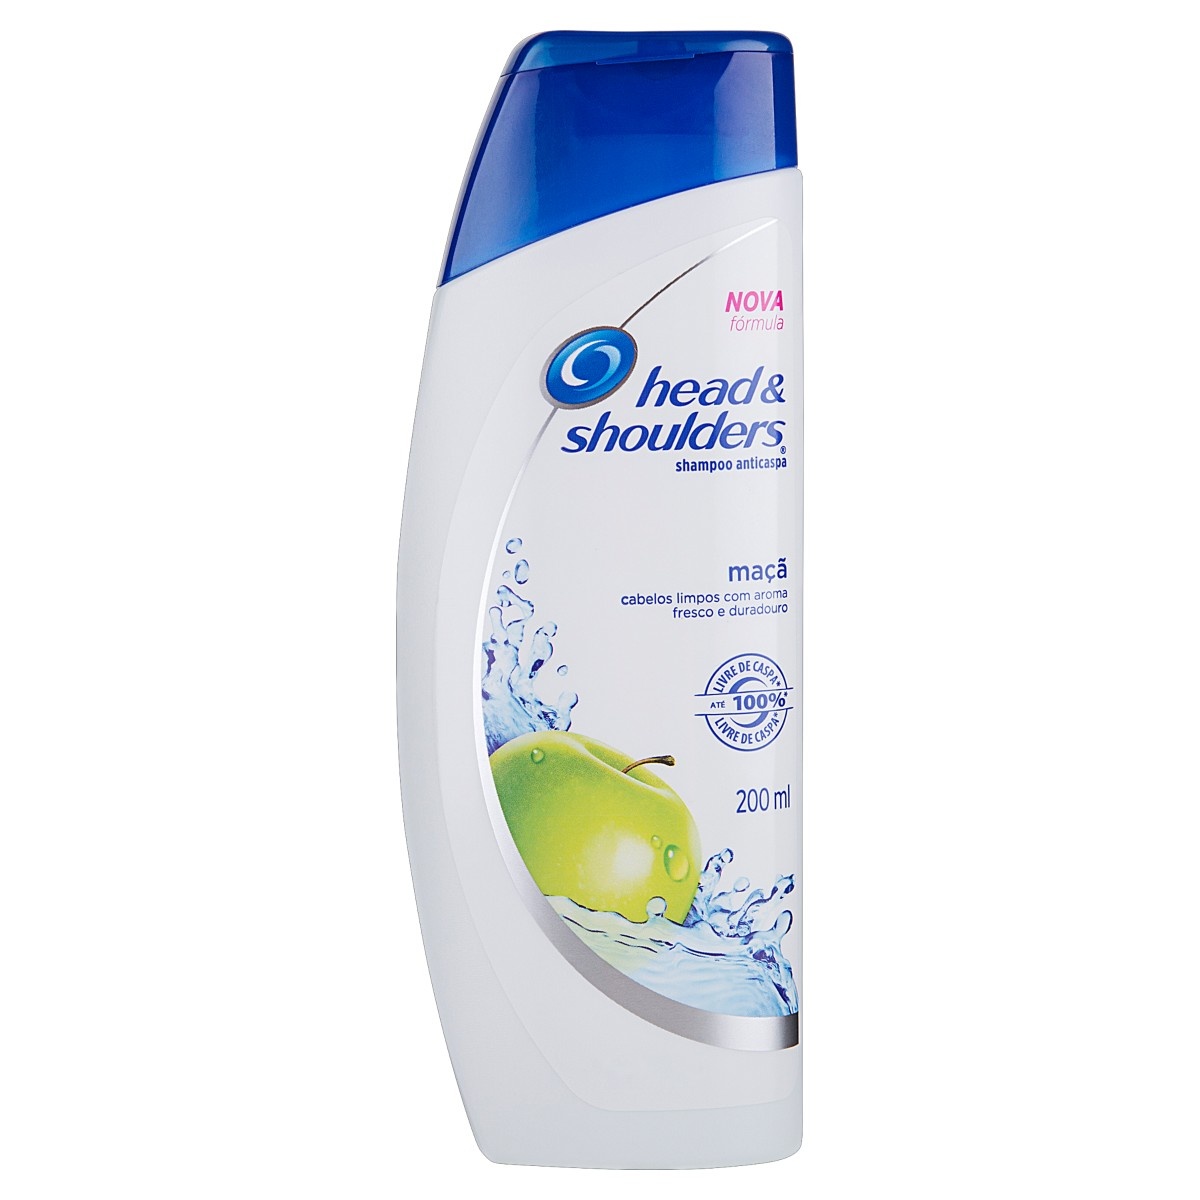 NOVA
fórmula
head &
shoulders®
shampoo anticaspa
maçã
cabelos limpos com aroma
fresco e duradouro
LIVRE DE CASPA*
ATÉ 100%*
LIVRE DE CASPA*
200 ml